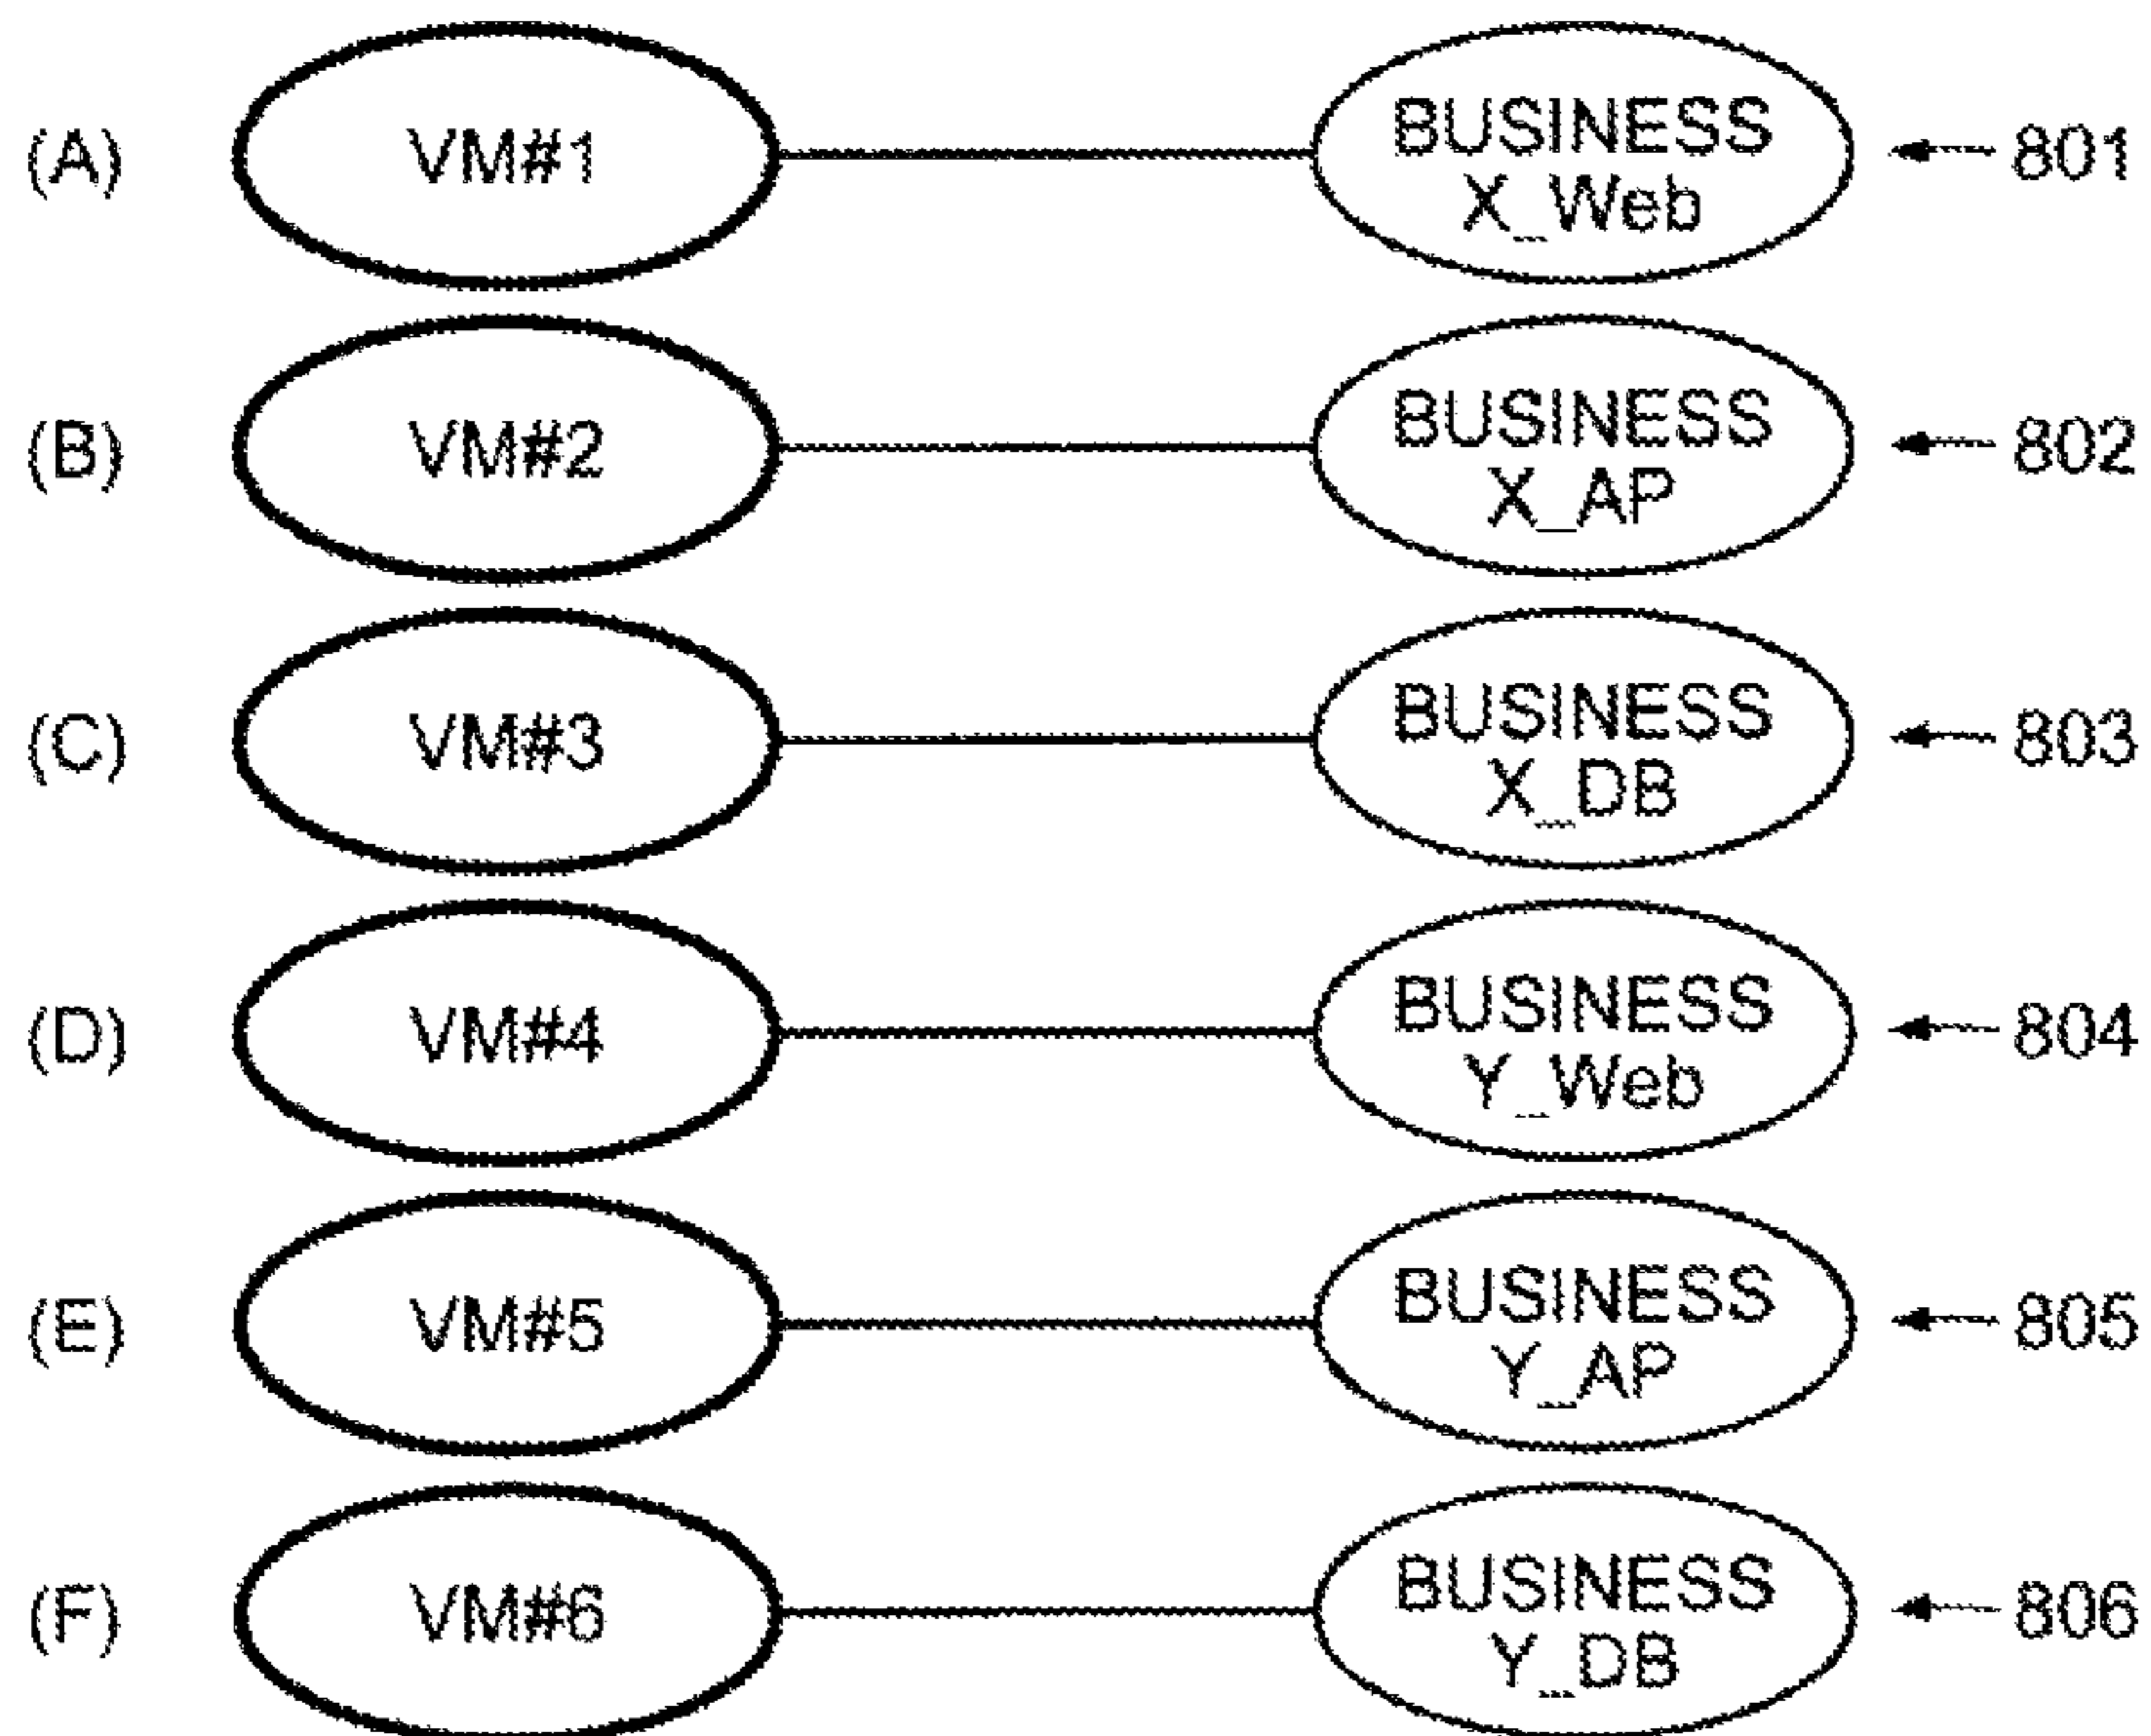 (A) VM#1 BUSINESS X_Web 801
(B) VM#2 BUSINESS X_AP 802
(C) VM#3 BUSINESS X_DB 803
(D) VM#4 BUSINESS Y_Web 804
(E) VM#5 BUSINESS Y_AP 805
(F) VM#6 BUSINESS Y_DB 806